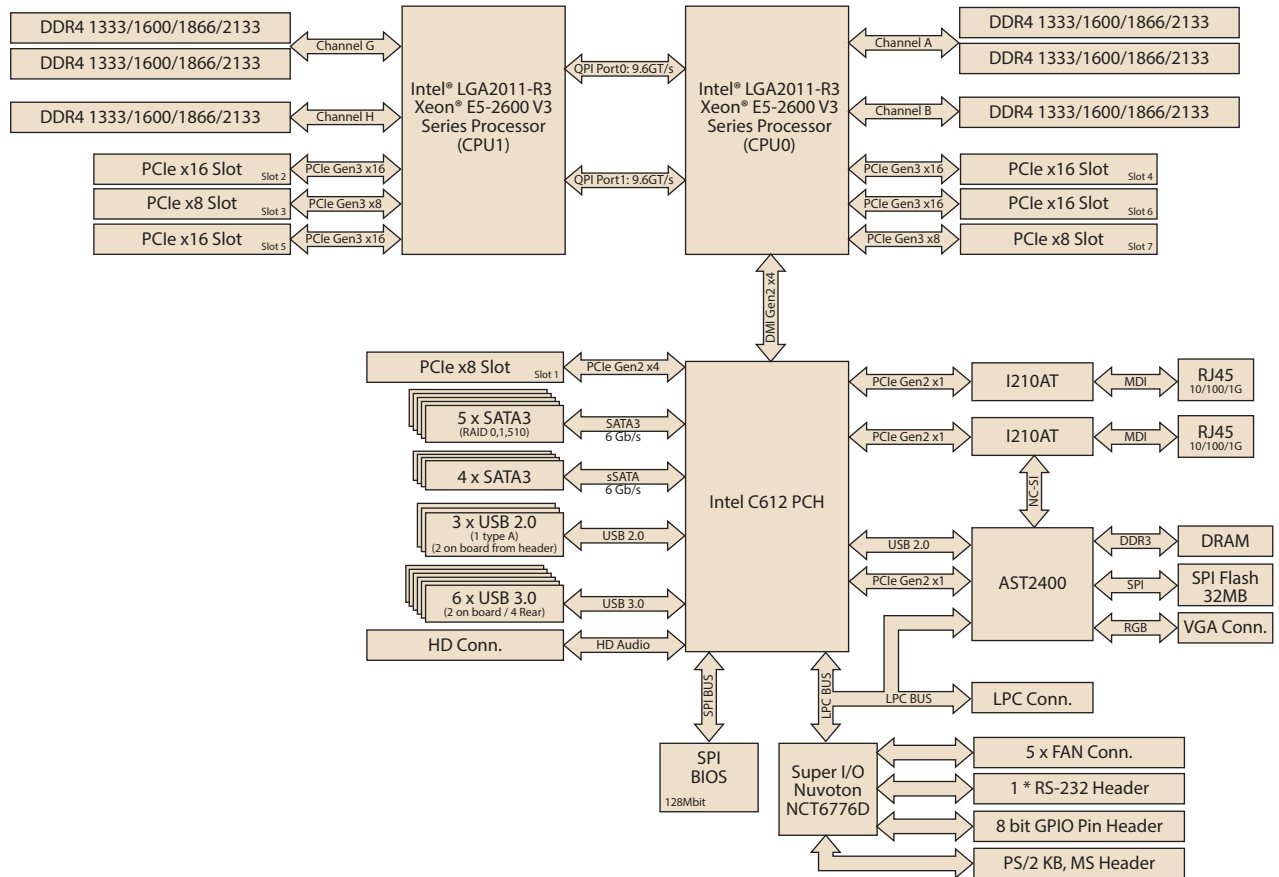 DDR4 1333/1600/1866/2133
DDR4 1333/1600/1866/2133
Channel G
DDR4 1333/1600/1866/2133
Channel H
PCIe x16 Slot
Slot 2
PCIe Gen3 x16
PCIe x8 Slot
Slot 3
PCIe Gen3 x8
PCIe x16 Slot
Slot 5
PCIe Gen3 x16
Intel® LGA2011-R3
Xeon® E5-2600 V3
Series Processor
(CPU1)
QPI Port0: 9.6GT/s
QPI Port1: 9.6GT/s
Intel® LGA2011-R3
Xeon® E5-2600 V3
Series Processor
(CPU0)
Channel A
DDR4 1333/1600/1866/2133
DDR4 1333/1600/1866/2133
Channel B
DDR4 1333/1600/1866/2133
PCIe Gen3 x16
PCIe x16 Slot
Slot 4
PCIe Gen3 x16
PCIe x16 Slot
Slot 6
PCIe Gen3 x8
PCIe x8 Slot
Slot 7
DMI Gen2 x4
PCIe x8 Slot
Slot 1
PCIe Gen2 x4
5 x SATA3
(RAID 0,1,510)
SATA3
6 Gb/s
4 x SATA3
sSATA
6 Gb/s
3 x USB 2.0
(1 type A)
(2 on board from header)
USB 2.0
6 x USB 3.0
(2 on board / 4 Rear)
USB 3.0
HD Conn.
HD Audio
Intel C612 PCH
PCIe Gen2 x1
I210AT
MDI
RJ45
10/100/1G
PCIe Gen2 x1
I210AT
MDI
RJ45
10/100/1G
NC-SI
USB 2.0
PCIe Gen2 x1
AST2400
DDR3
DRAM
SPI
SPI Flash
32MB
RGB
VGA Conn.
SPI BUS
LPC BUS
LPC BUS
LPC Conn.
SPI
BIOS
128Mbit
Super I/O
Nuvoton
NCT6776D
5 x FAN Conn.
1 * RS-232 Header
8 bit GPIO Pin Header
PS/2 KB, MS Header